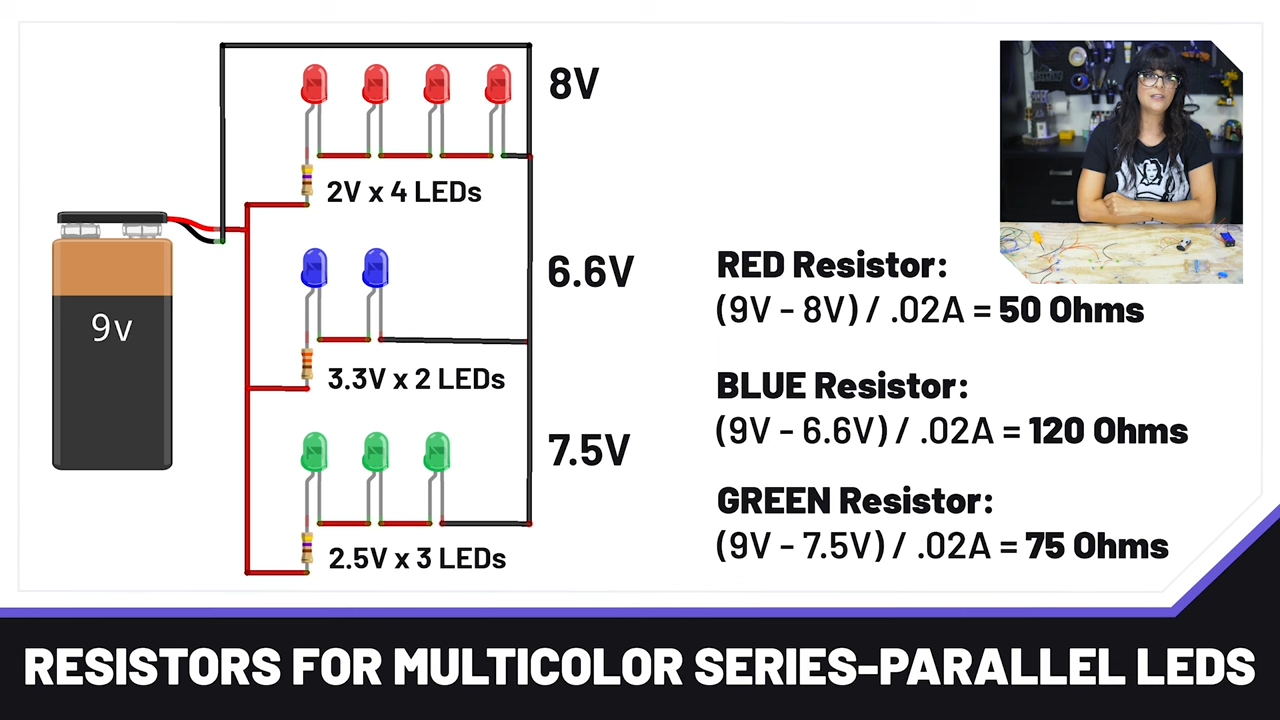 8V
2V x 4 LEDs
6.6V
9v
3.3V x 2 LEDs
7.5V
2.5V x 3 LEDs
RED Resistor:
(9V - 8V) / .02A = 50 Ohms
BLUE Resistor:
(9V - 6.6V) / .02A = 120 Ohms
GREEN Resistor:
(9V - 7.5V) / .02A = 75 Ohms
RESISTORS FOR MULTICOLOR SERIES-PARALLEL LEDS